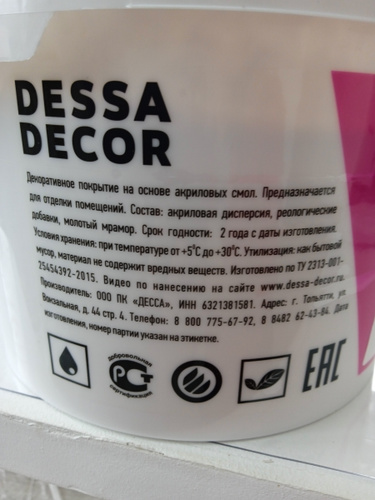 DESSA
DECOR
Декоративное покрытие на основе акриловых смол. Предназначается
для отделки помещений. Состав: акриловая дисперсия, реологические
добавки, молотый мрамор. Срок годности: 2 года с даты изготовления.
Условия хранения: при температуре от +5°С до +30°С. Утилизация: как бытовой
мусор, материал не содержит вредных веществ. Изготовлено по ТУ 2313-001-
25454392-2015. Видео по нанесению на сайте www.dessa-decor.ru.
Производитель: ООО ПК «ДЕССА», ИНН 6321381581. Адрес: г. Тольятти, ул.
Вокзальная, д. 44 стр. 4. Телефон: 8 800 775-67-92, 8 8482 62-43-84. Дата
изготовления, номер партии указан на этикетке.
добровольная
РСТ
сертификация
ЕАС